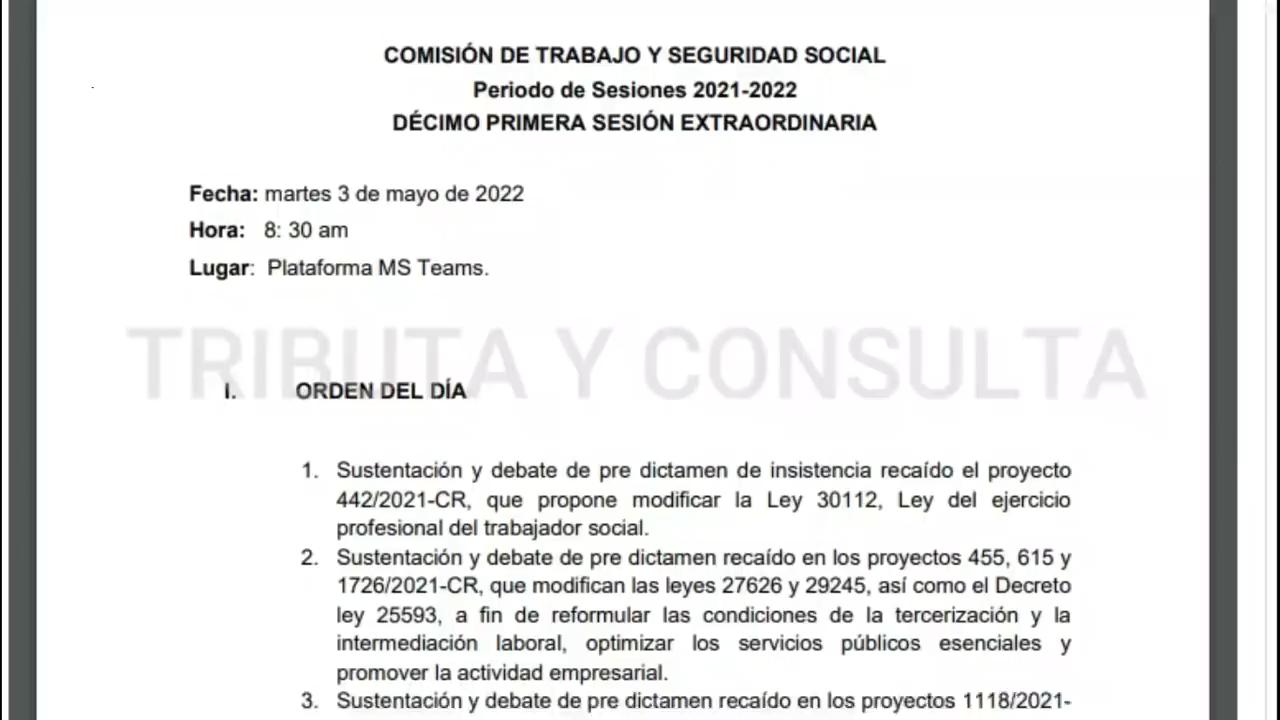 COMISIÓN DE TRABAJO Y SEGURIDAD SOCIAL
Periodo de Sesiones 2021-2022
DÉCIMO PRIMERA SESIÓN EXTRAORDINARIA
Fecha: martes 3 de mayo de 2022
Hora: 8: 30 am
Lugar: Plataforma MS Teams.
TRIBUTA Y CONSULTA
I. ORDEN DEL DÍA
1. Sustentación y debate de pre dictamen de insistencia recaído el proyecto
442/2021-CR, que propone modificar la Ley 30112, Ley del ejercicio
profesional del trabajador social.
2. Sustentación y debate de pre dictamen recaído en los proyectos 455, 615 y
1726/2021-CR, que modifican las leyes 27626 y 29245, así como el Decreto
ley 25593, a fin de reformular las condiciones de la tercerización y la
intermediación laboral, optimizar los servicios públicos esenciales y
promover la actividad empresarial.
3. Sustentación y debate de pre dictamen recaído en los proyectos 1118/2021-